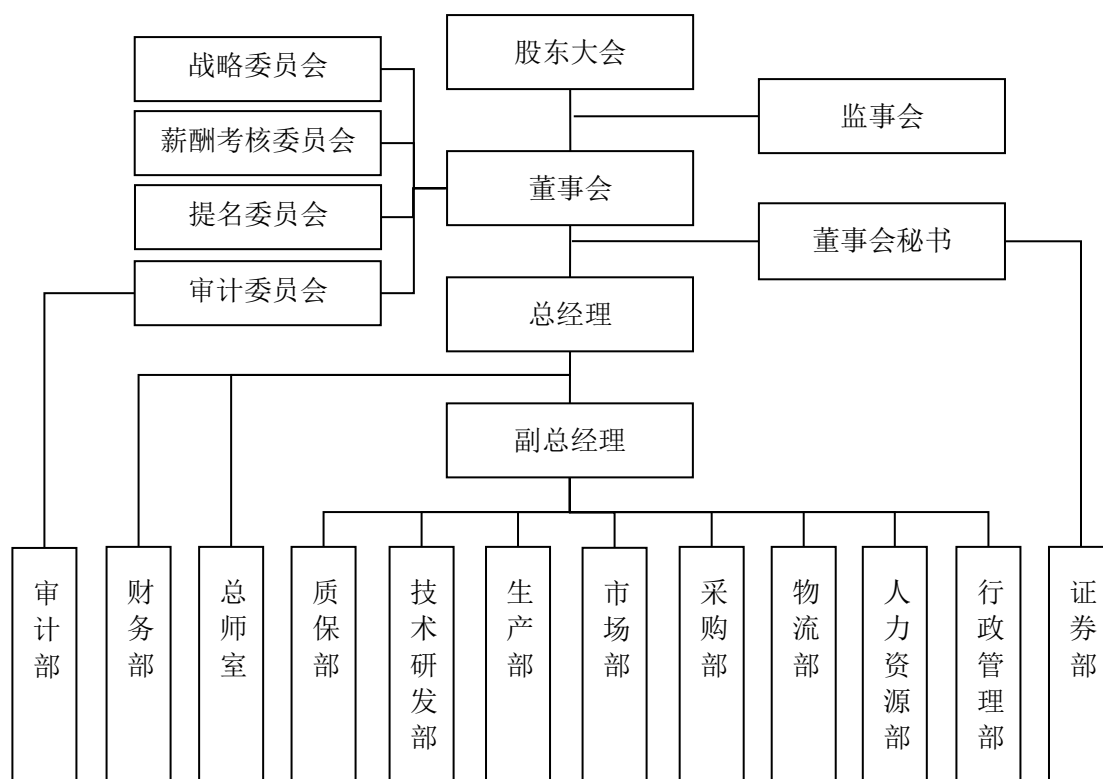 股东大会
战略委员会
监事会
薪酬考核委员会
董事会
提名委员会
董事会秘书
审计委员会
总经理
副总经理
审计部
财务部
总师室
质保部
技术研发部
生产部
市场部
采购部
物流部
人力资源部
行政管理部
证券部